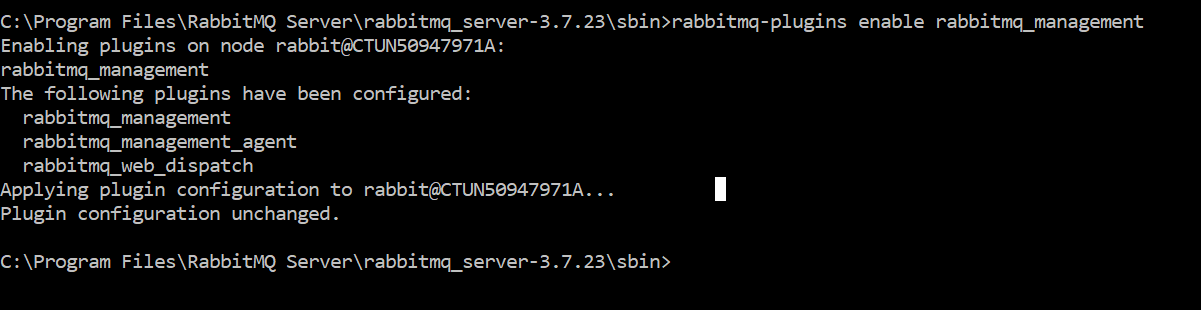 C:\Program Files\RabbitMQ Server\rabbitmq_server-3.7.23\sbin>rabbitmq-plugins enable rabbitmq_management
Enabling plugins on node rabbit@CTUN50947971A:
rabbitmq_management
The following plugins have been configured:
  rabbitmq_management
  rabbitmq_management_agent
  rabbitmq_web_dispatch
Applying plugin configuration to rabbit@CTUN50947971A...
Plugin configuration unchanged.
C:\Program Files\RabbitMQ Server\rabbitmq_server-3.7.23\sbin>